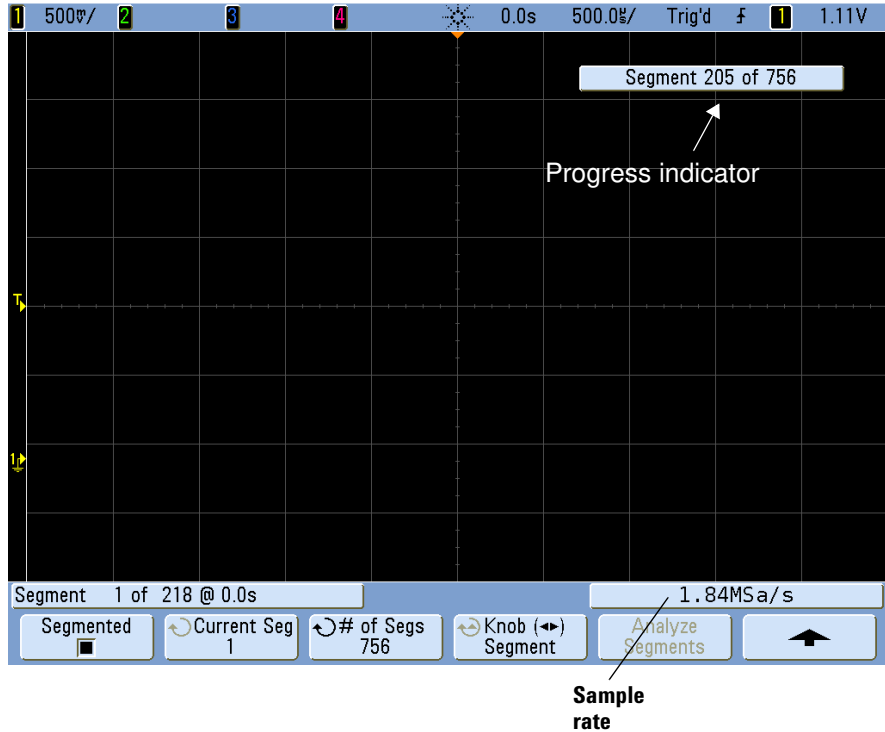 1 500mV/ 2 3 4 0.0s 500.0µs/ Trig'd 1 1.11V
Segment 205 of 756
Progress indicator
T
1
Segment 1 of 218 @ 0.0s
1.84MSa/s
Segmented
Current Seg
1
# of Segs
756
Knob (◄►)
Segment
Analyze
Segments
Sample
rate